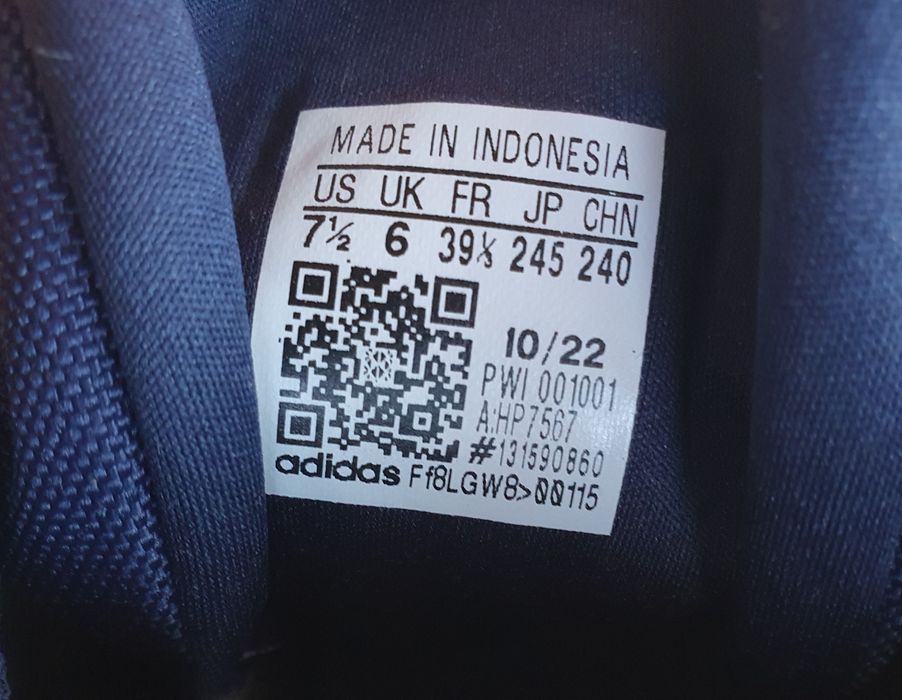 MADE IN INDONESIA
US UK FR JP CHN
7½ 6 39⅓ 245 240
10/22
PWI 001001
A:HP7567
#131590860
adidas Ff8LGW8>00115